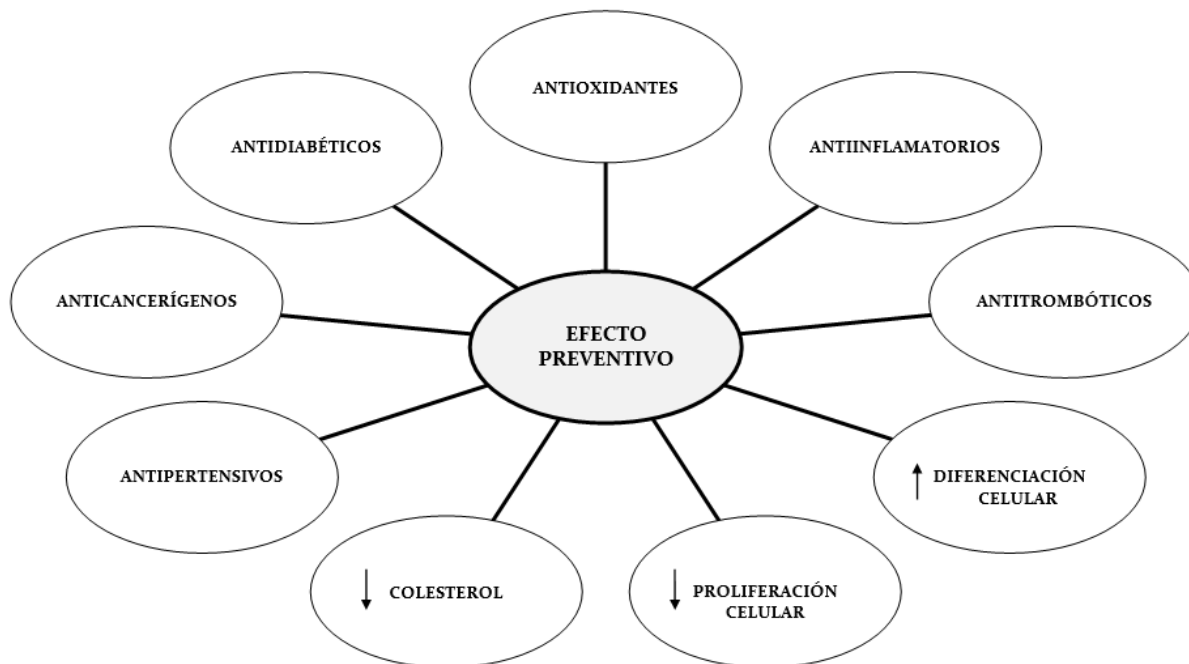 ANTIOXIDANTES
ANTIDIABÉTICOS
ANTIINFLAMATORIOS
ANTICANCERÍGENOS
ANTITROMBÓTICOS
EFECTO
PREVENTIVO
ANTIPERTENSIVOS
↑ DIFERENCIACIÓN
CELULAR
↓ COLESTEROL
↓ PROLIFERACIÓN
CELULAR